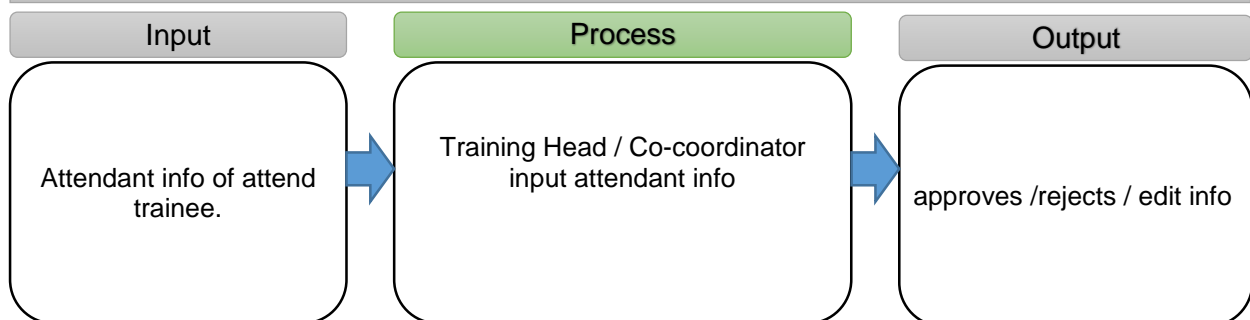 Input
Process
Output
Attendant info of attend
trainee.
Training Head / Co-coordinator
input attendant info
approves /rejects / edit info